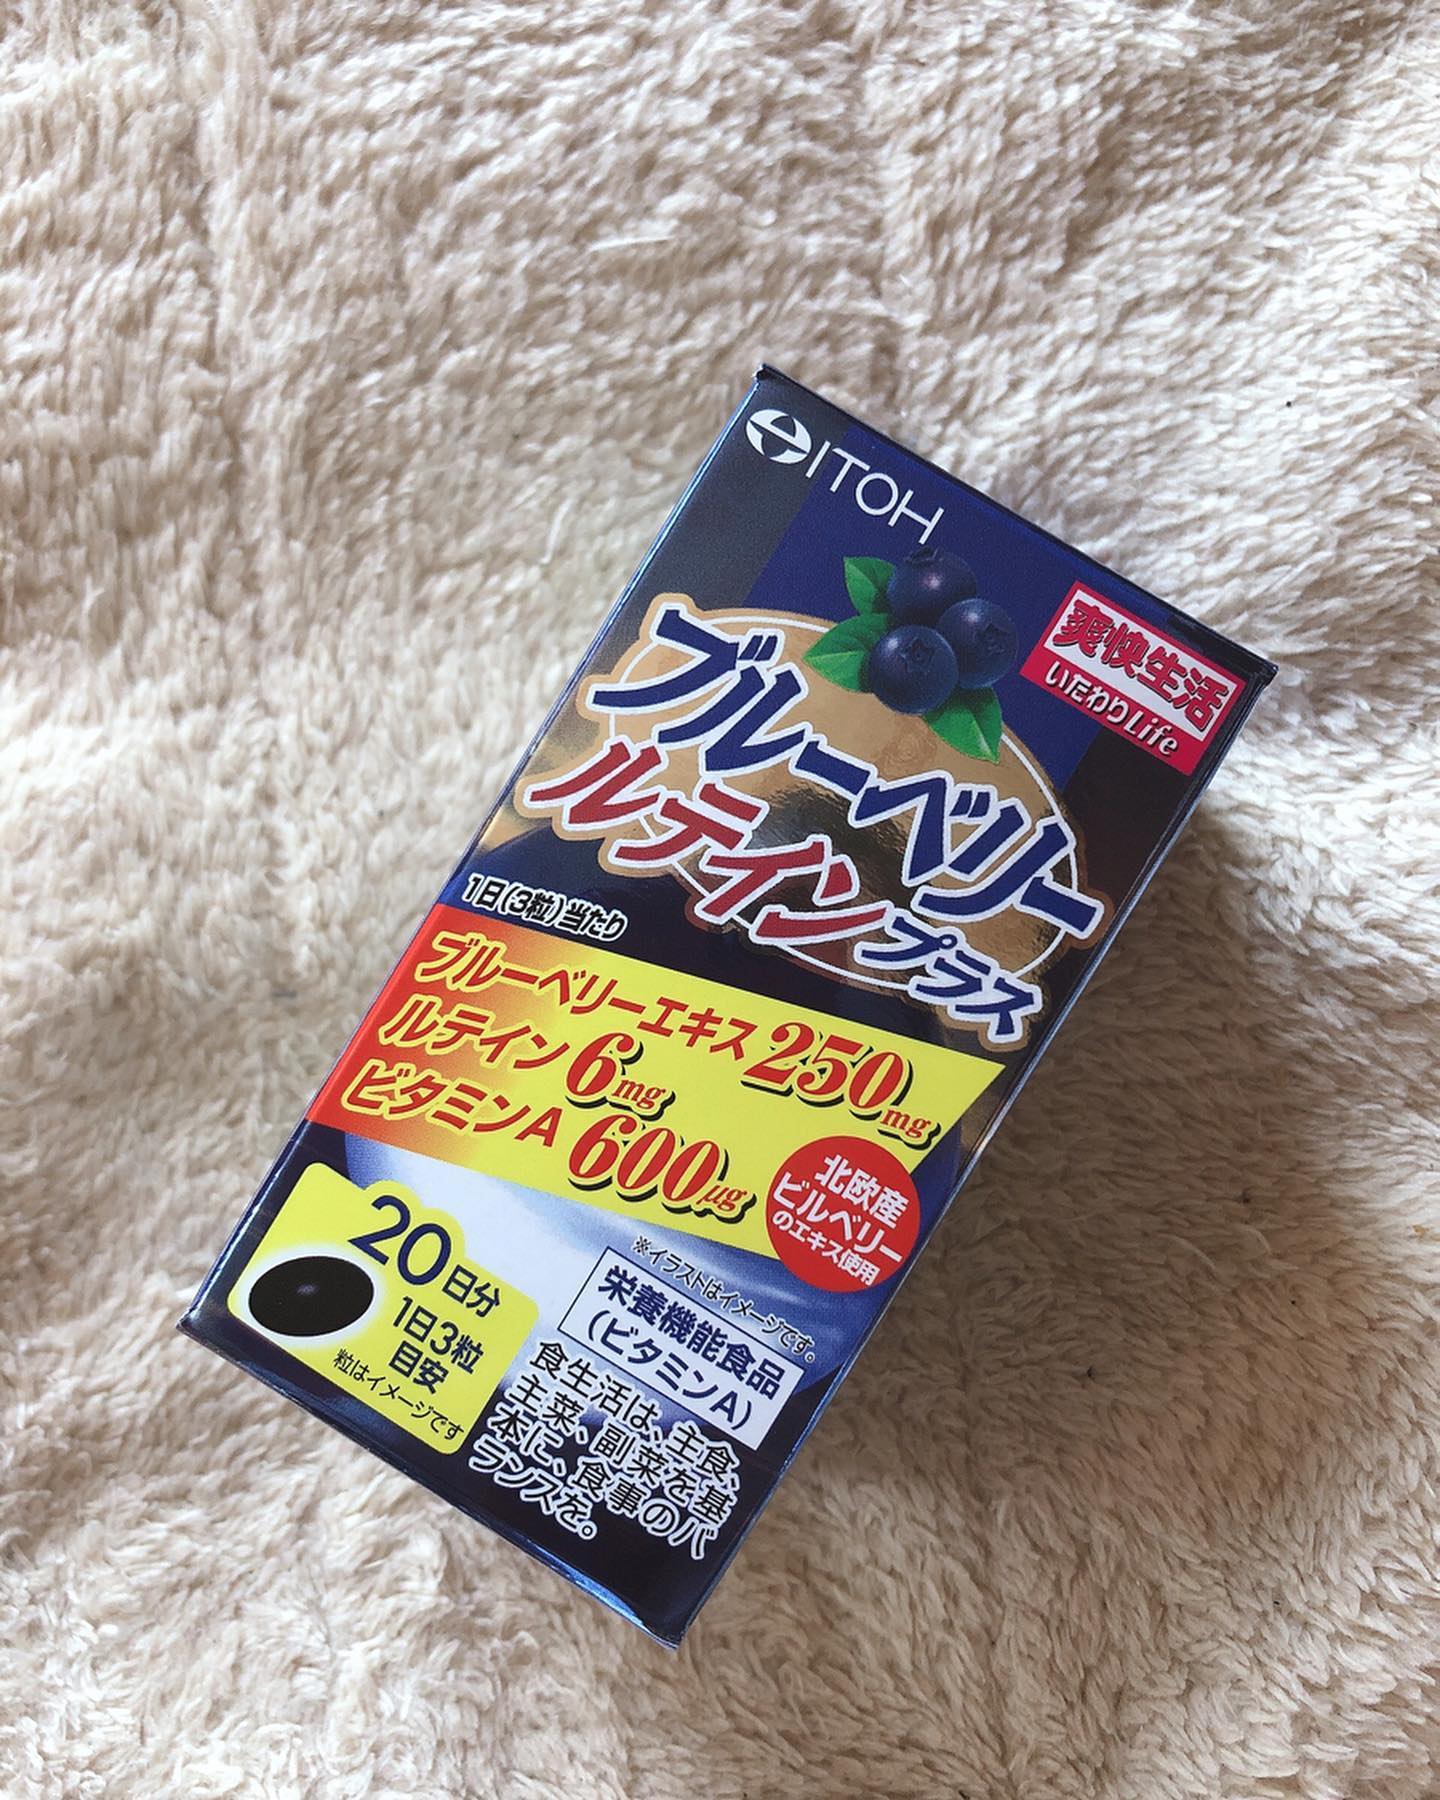 ITOH
爽快生活
いたわりLife
ブルーベリー
ルテインプラス
1日(3粒)当たり
ブルーベリーエキス250mg
ルテイン6mg
ビタミンA600μg
北欧産
ビルベリー
のエキス使用
※イラストはイメージです。
20日分
1日3粒
目安
粒はイメージです
栄養機能食品
(ビタミンA)
食生活は、主食、
主菜、副菜を基
本に、食事のバ
ランスを。